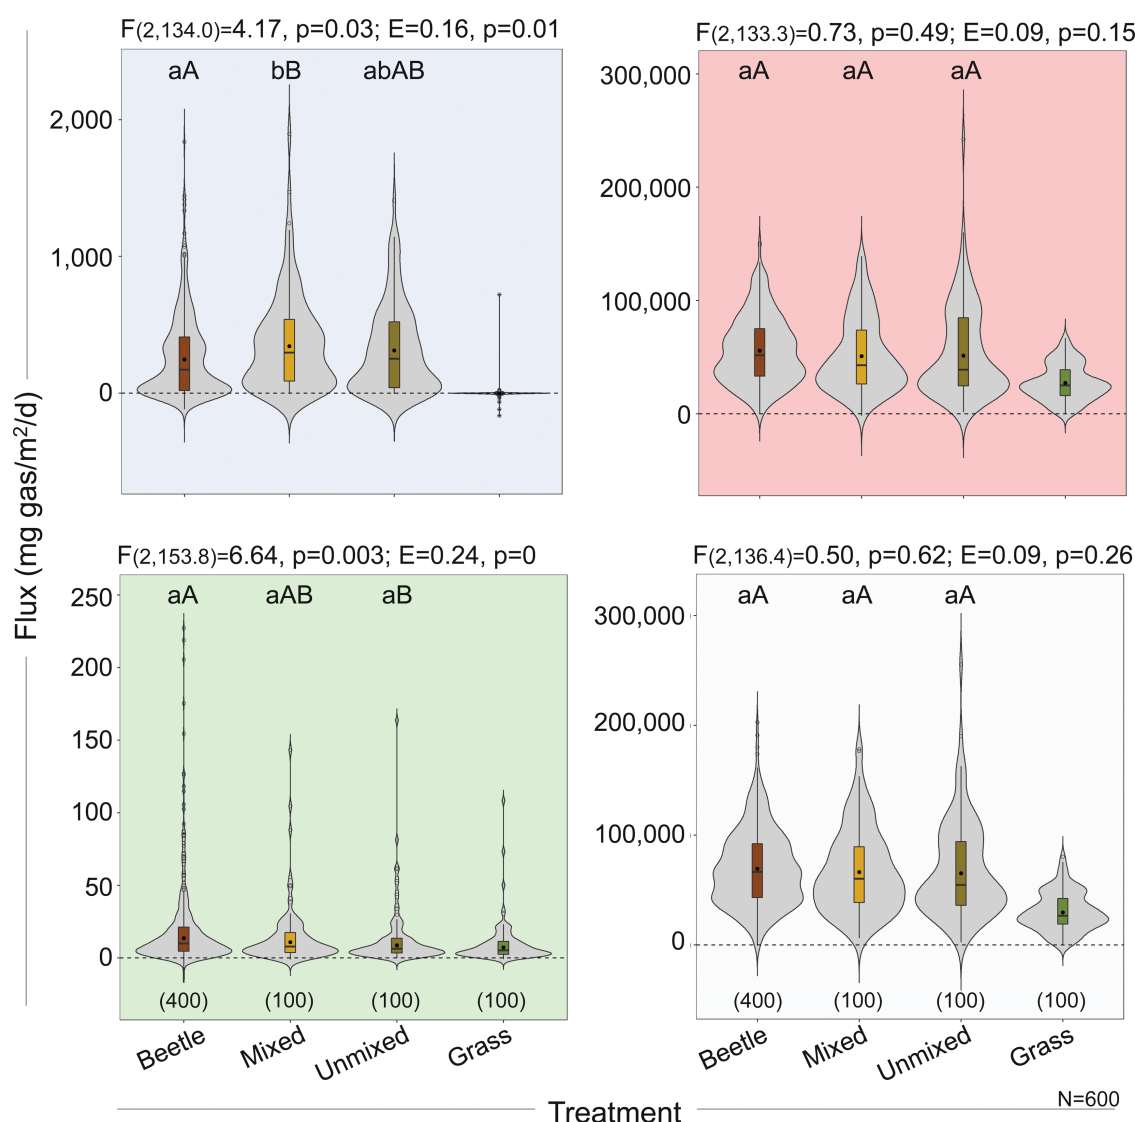 F(2,134.0)=4.17, p=0.03; E=0.16, p=0.01
aA bB abAB
2,000
1,000
0
F(2,133.3)=0.73, p=0.49; E=0.09, p=0.15
aA aA aA
300,000
200,000
100,000
0
Flux (mg gas/m²/d)
F(2,153.8)=6.64, p=0.003; E=0.24, p=0
aA aAB aB
250
200
150
100
50
0
(400) (100) (100) (100)
Beetle Mixed Unmixed Grass
F(2,136.4)=0.50, p=0.62; E=0.09, p=0.26
aA aA aA
300,000
200,000
100,000
0
(400) (100) (100) (100)
Beetle Mixed Unmixed Grass
N=600
Treatment